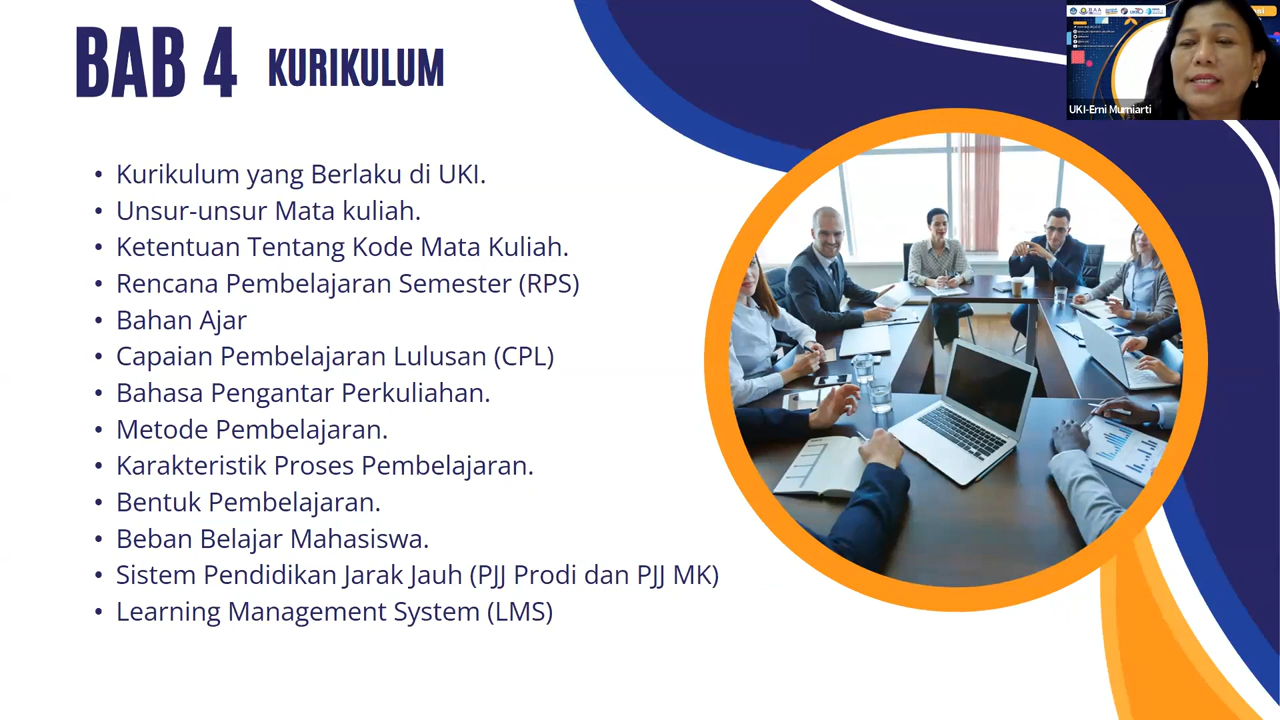 BAB 4 KURIKULUM
• Kurikulum yang Berlaku di UKI.
• Unsur-unsur Mata kuliah.
• Ketentuan Tentang Kode Mata Kuliah.
• Rencana Pembelajaran Semester (RPS)
• Bahan Ajar
• Capaian Pembelajaran Lulusan (CPL)
• Bahasa Pengantar Perkuliahan.
• Metode Pembelajaran.
• Karakteristik Proses Pembelajaran.
• Bentuk Pembelajaran.
• Beban Belajar Mahasiswa.
• Sistem Pendidikan Jarak Jauh (PJJ Prodi dan PJJ MK)
• Learning Management System (LMS)
UKI-Erni Murniarti